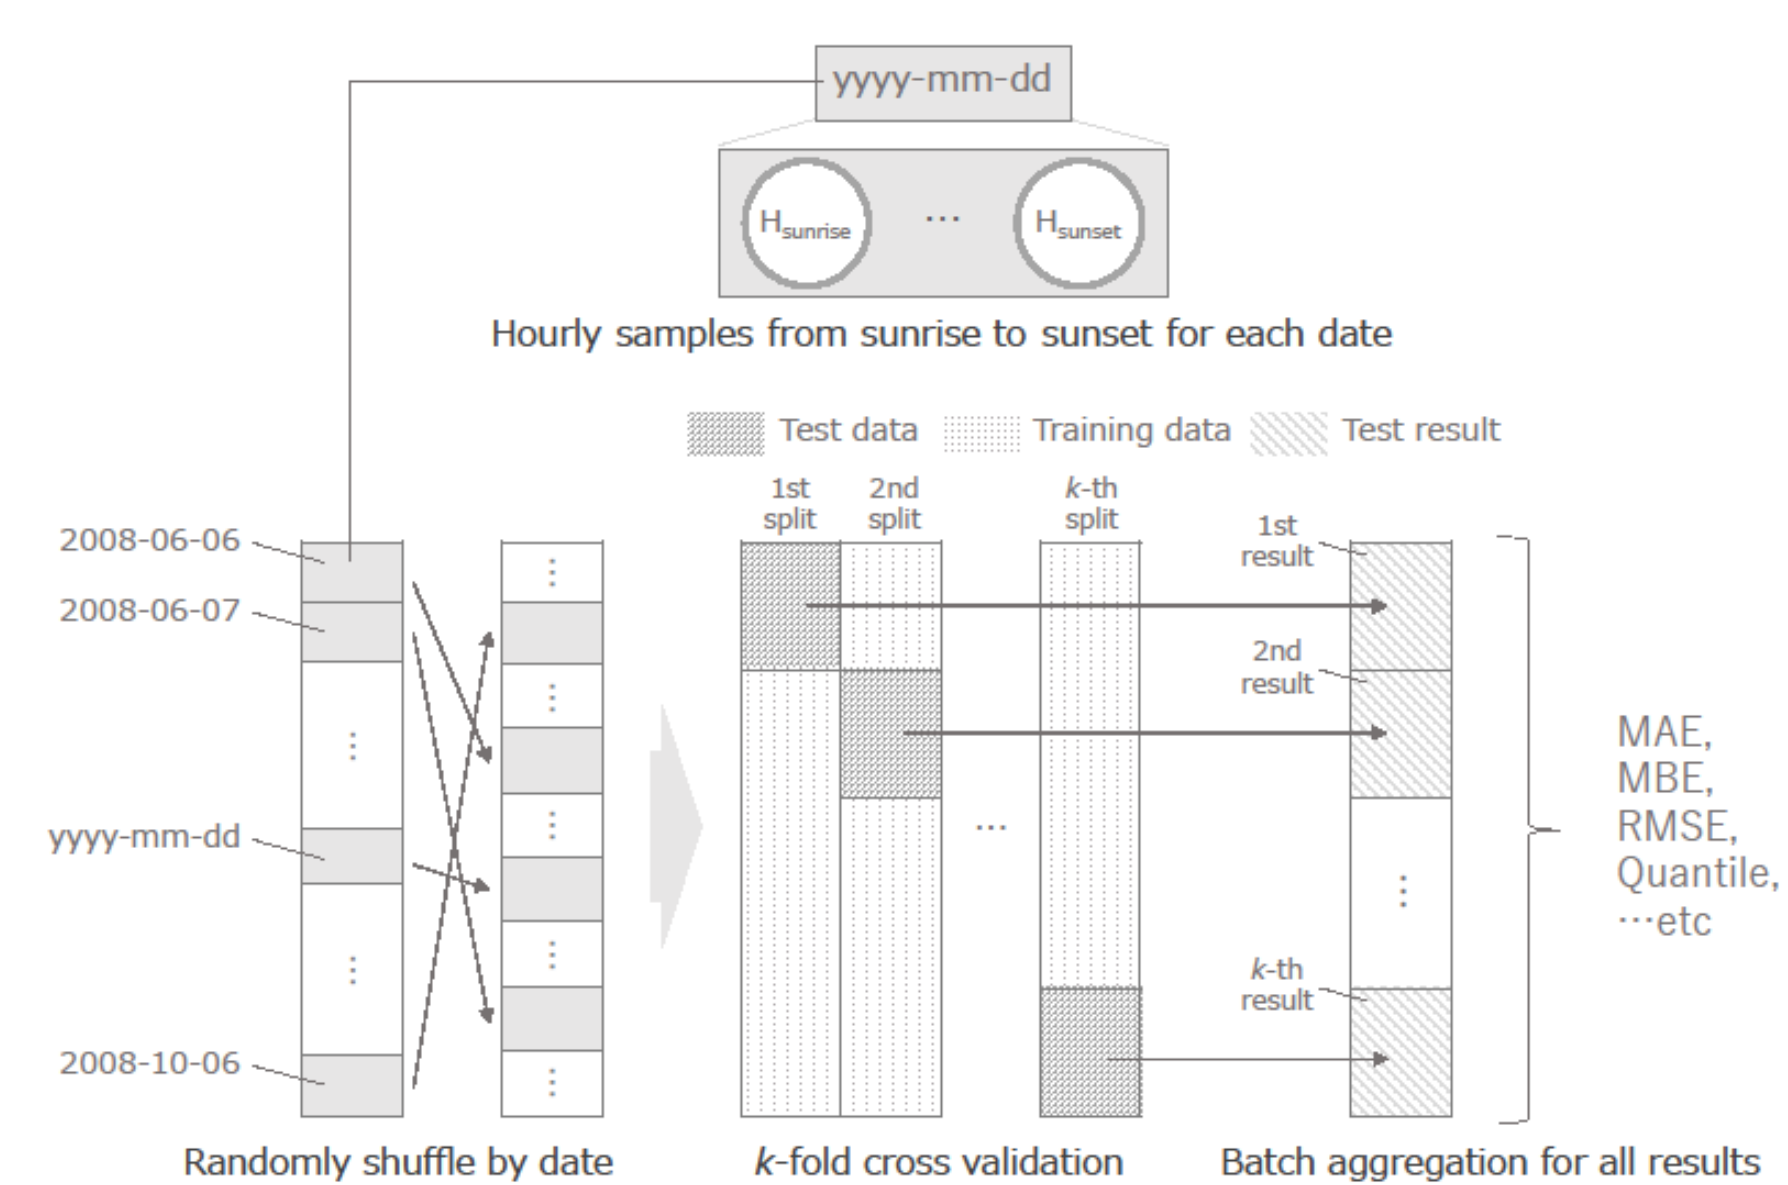 yyyy-mm-dd
Hsunrise
…
Hsunset
Hourly samples from sunrise to sunset for each date
Test data
Training data
Test result
1st
split
2nd
split
k-th
split
2008-06-06
2008-06-07
⋮
yyyy-mm-dd
⋮
2008-10-06
⋮
⋮
⋮
⋮
⋮
…
1st
result
2nd
result
⋮
k-th
result
MAE,
MBE,
RMSE,
Quantile,
…etc
Randomly shuffle by date
k-fold cross validation
Batch aggregation for all results